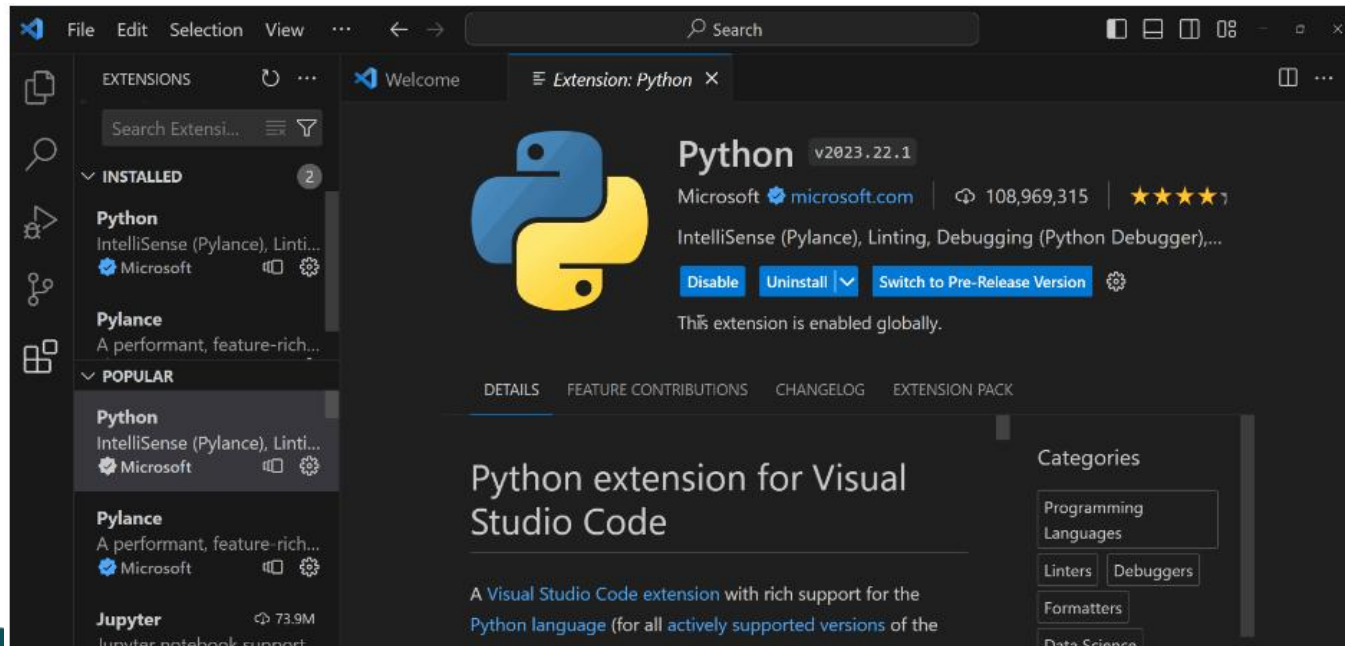 File Edit Selection View ··· Search
EXTENSIONS ···
Welcome
Extension: Python
···
Search Extensi...
INSTALLED 2
Python
IntelliSense (Pylance), Linti...
Microsoft
Pylance
A performant, feature-rich...
POPULAR
Python
IntelliSense (Pylance), Linti...
Microsoft
Pylance
A performant, feature-rich...
Microsoft
Jupyter 73.9M
Jupyter notebook support
Python v2023.22.1
Microsoft microsoft.com 108,969,315
IntelliSense (Pylance), Linting, Debugging (Python Debugger),...
Disable Uninstall Switch to Pre-Release Version
This extension is enabled globally.
DETAILS FEATURE CONTRIBUTIONS CHANGELOG EXTENSION PACK
Python extension for Visual
Studio Code
A Visual Studio Code extension with rich support for the
Python language (for all actively supported versions of the
Categories
Programming
Languages
Linters Debuggers
Formatters
Data Science